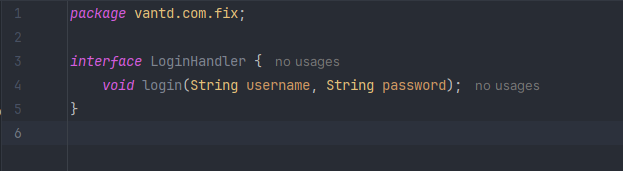 1 package vantd.com.fix;
2
3 interface LoginHandler { no usages
4 void login(String username, String password); no usages
5 }
6